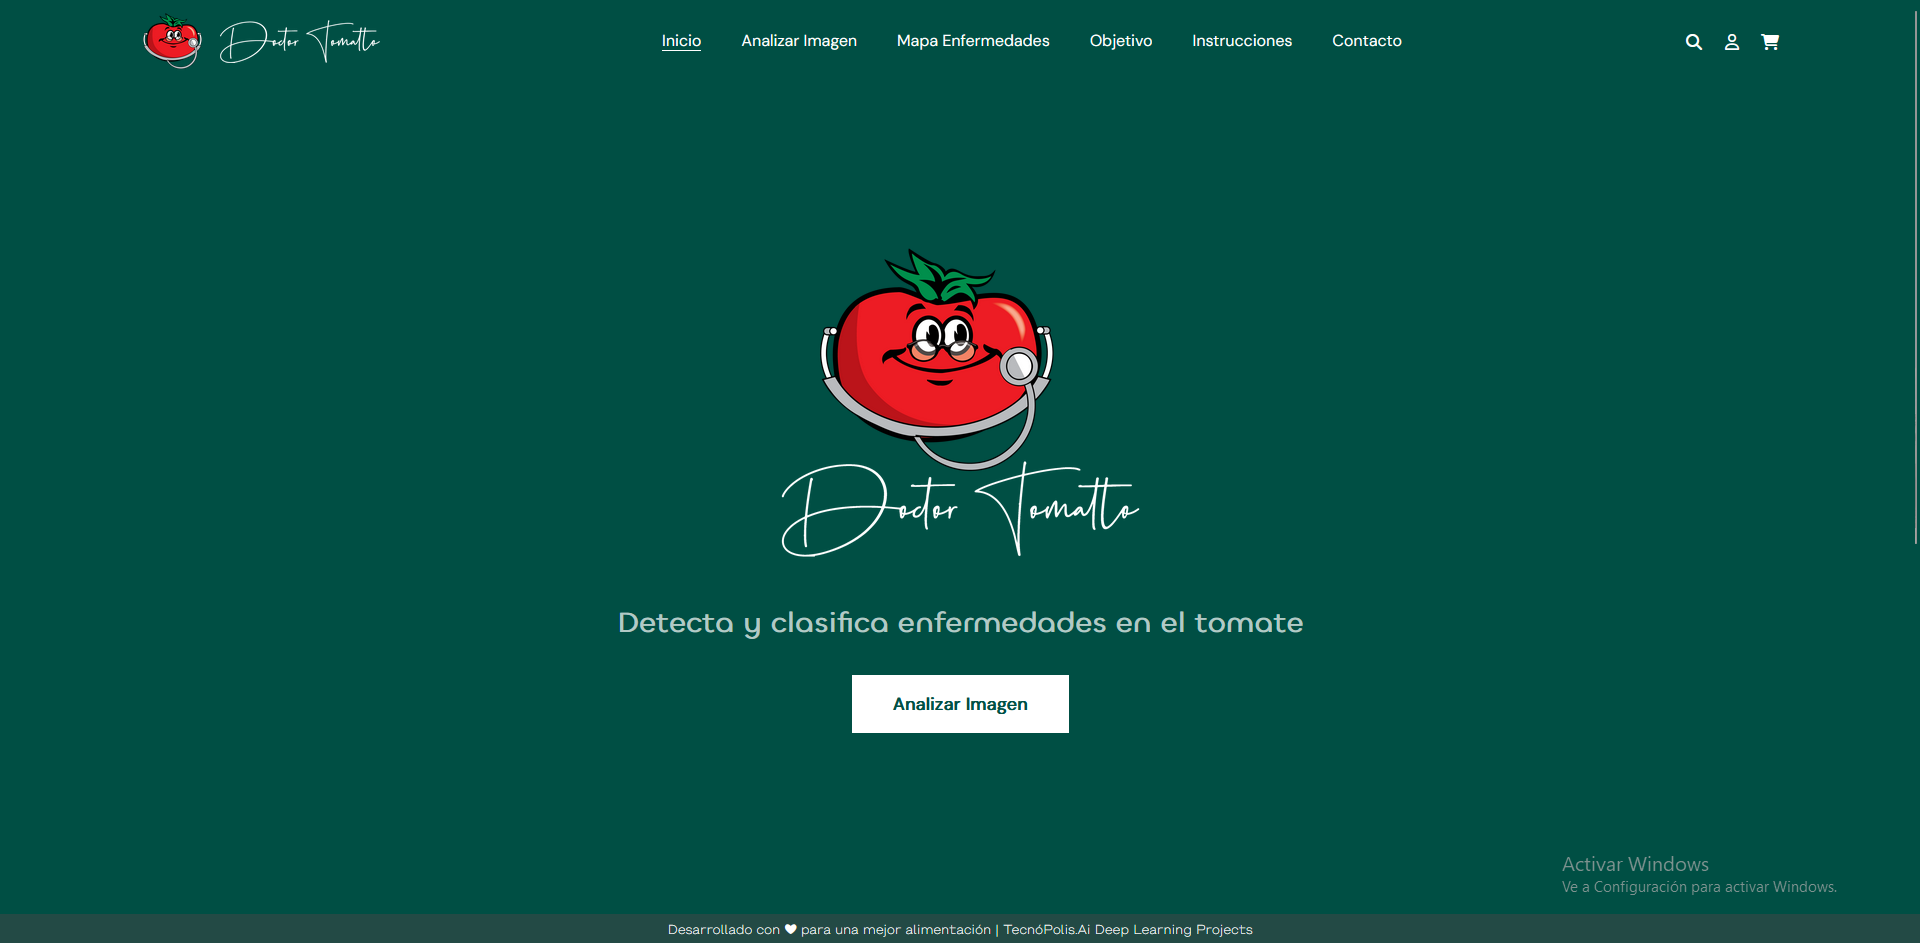 Doctor Tomatto
Inicio
Analizar Imagen
Mapa Enfermedades
Objetivo
Instrucciones
Contacto
Doctor Tomatto
Detecta y clasifica enfermedades en el tomate
Analizar Imagen
Activar Windows
Ve a Configuración para activar Windows.
Desarrollado con para una mejor alimentación | TecnóPolis.Ai Deep Learning Projects